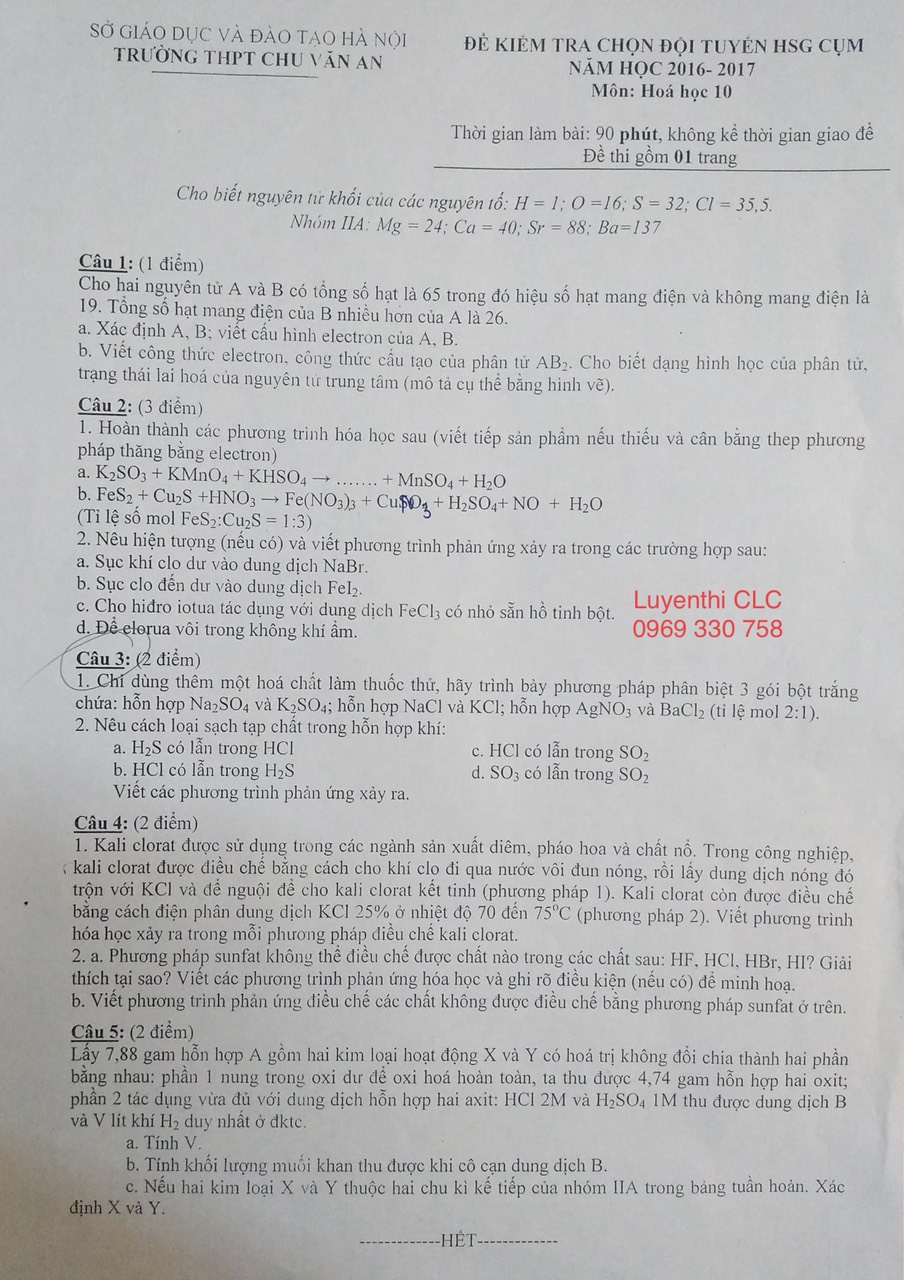 SỞ GIÁO DỤC VÀ ĐÀO TẠO HÀ NỘI
TRƯỜNG THPT CHU VĂN AN
ĐỀ KIỂM TRA CHỌN ĐỘI TUYỂN HSG CỤM
NĂM HỌC 2016- 2017
Môn: Hoá học 10
Thời gian làm bài: 90 phút, không kể thời gian giao đề
Đề thi gồm 01 trang
Cho biết nguyên tử khối của các nguyên tố: H = 1; O =16; S = 32; Cl = 35,5.
Nhóm IIA: Mg = 24; Ca = 40; Sr = 88; Ba=137
Câu 1: (1 điểm)
Cho hai nguyên tử A và B có tổng số hạt là 65 trong đó hiệu số hạt mang điện và không mang điện là
19. Tổng số hạt mang điện của B nhiều hơn của A là 26.
a. Xác định A, B; viết cấu hình electron của A, B.
b. Viết công thức electron, công thức cấu tạo của phân tử AB₂. Cho biết dạng hình học của phân tử,
trạng thái lai hoá của nguyên tử trung tâm (mô tả cụ thể bằng hình vẽ).
Câu 2: (3 điểm)
1. Hoàn thành các phương trình hóa học sau (viết tiếp sản phẩm nếu thiếu và cân bằng thep phương
pháp thăng bằng electron)
a. K₂SO₃ + KMnO₄ + KHSO₄ → ....... + MnSO₄ + H₂O
b. FeS₂ + Cu₂S +HNO₃ → Fe(NO₃)₃ + + H₂SO₄+ NO + H₂O
(Tỉ lệ số mol FeS₂:Cu₂S = 1:3)
2. Nêu hiện tượng (nếu có) và viết phương trình phản ứng xảy ra trong các trường hợp sau:
a. Sục khí clo dư vào dung dịch NaBr.
b. Sục clo đến dư vào dung dịch FeI₂.
c. Cho hiđro iotua tác dụng với dung dịch FeCl₃ có nhỏ sẵn hồ tinh bột.
d. Để clorua vôi trong không khí ẩm.
Luyenthi CLC
0969 330 758
Câu 3: (2 điểm)
1. Chỉ dùng thêm một hoá chất làm thuốc thử, hãy trình bày phương pháp phân biệt 3 gói bột trắng
chứa: hỗn hợp Na₂SO₄ và K₂SO₄; hỗn hợp NaCl và KCl; hỗn hợp AgNO₃ và BaCl₂ (tỉ lệ mol 2:1).
2. Nêu cách loại sạch tạp chất trong hỗn hợp khí:
a. H₂S có lẫn trong HCl
c. HCl có lẫn trong SO₂
b. HCl có lẫn trong H₂S
d. SO₃ có lẫn trong SO₂
Viết các phương trình phản ứng xảy ra.
Câu 4: (2 điểm)
1. Kali clorat được sử dụng trong các ngành sản xuất diêm, pháo hoa và chất nổ. Trong công nghiệp,
kali clorat được điều chế bằng cách cho khí clo đi qua nước vôi đun nóng, rồi lấy dung dịch nóng đó
trộn với KCl và để nguội để cho kali clorat kết tinh (phương pháp 1). Kali clorat còn được điều chế
bằng cách điện phân dung dịch KCl 25% ở nhiệt độ 70 đến 75⁰C (phương pháp 2). Viết phương trình
hóa học xảy ra trong mỗi phương pháp điều chế kali clorat.
2. a. Phương pháp sunfat không thể điều chế được chất nào trong các chất sau: HF, HCl, HBr, HI? Giải
thích tại sao? Viết các phương trình phản ứng hóa học và ghi rõ điều kiện (nếu có) để minh hoạ.
b. Viết phương trình phản ứng điều chế các chất không được điều chế bằng phương pháp sunfat ở trên.
Câu 5: (2 điểm)
Lấy 7,88 gam hỗn hợp A gồm hai kim loại hoạt động X và Y có hoá trị không đổi chia thành hai phần
bằng nhau: phần 1 nung trong oxi dư để oxi hoá hoàn toàn, ta thu được 4,74 gam hỗn hợp hai oxit;
phần 2 tác dụng vừa đủ với dung dịch hỗn hợp hai axit: HCl 2M và H₂SO₄ 1M thu được dung dịch B
và V lít khí H₂ duy nhất ở đktc.
a. Tính V.
b. Tính khối lượng muối khan thu được khi cô cạn dung dịch B.
c. Nếu hai kim loại X và Y thuộc hai chu kì kế tiếp của nhóm IIA trong bảng tuần hoàn. Xác
định X và Y.
-------------HẾT-------------